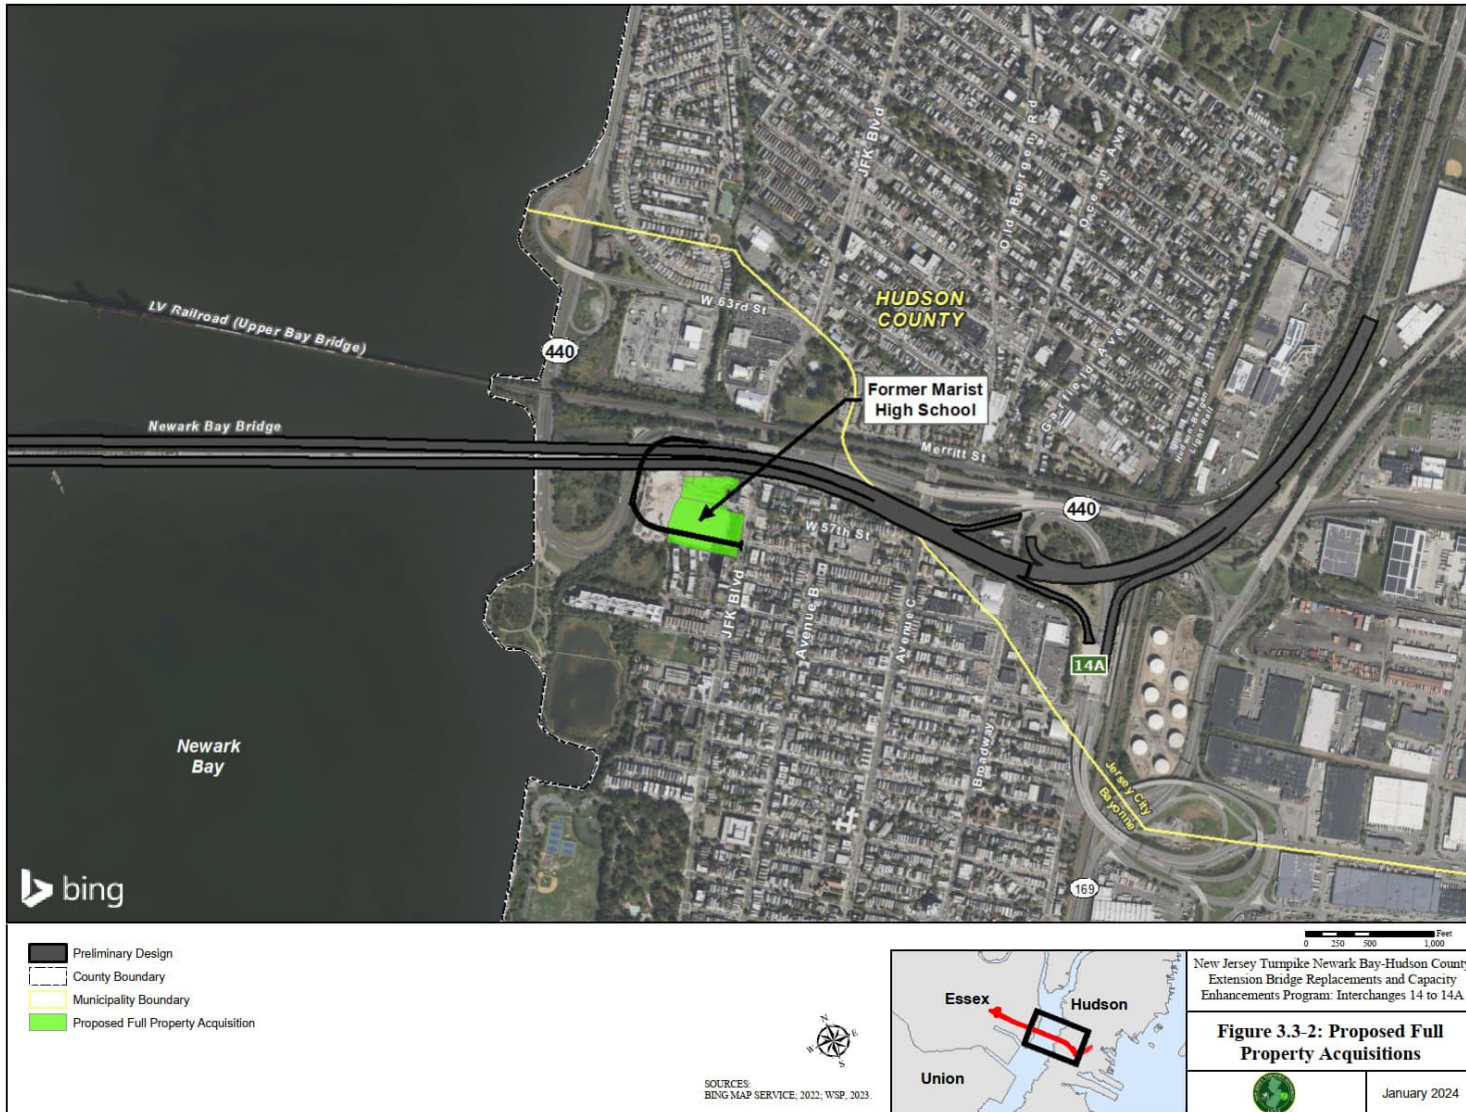 JFK Blvd
Old Bergen Rd
Ocean Ave
HUDSON
COUNTY
W 63rd St
LV Railroad (Upper Bay Bridge)
440
Garfield Ave
Former Marist
High School
Hudson-Bergen
Light Rail
Newark Bay Bridge
Merritt St
440
W 57th St
JFK Blvd
Avenue B
Avenue C
14A
Broadway
Newark
Bay
Jersey City
Bayonne
169
bing
Preliminary Design
County Boundary
Municipality Boundary
Proposed Full Property Acquisition
N
E
S
W
SOURCES:
BING MAP SERVICE, 2022; WSP, 2023.
Essex
Hudson
Union
Feet
0 250 500 1,000
New Jersey Turnpike Newark Bay-Hudson County
Extension Bridge Replacements and Capacity
Enhancements Program: Interchanges 14 to 14A
Figure 3.3-2: Proposed Full
Property Acquisitions
January 2024